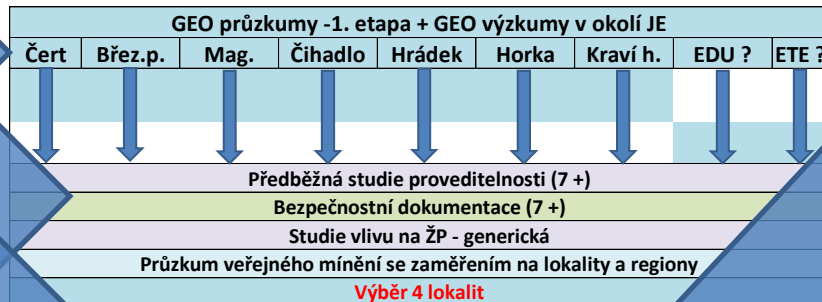 GEO průzkumy -1. etapa + GEO výzkumy v okolí JE
Čert Břez.p. Mag. Čihadlo Hrádek Horka Kraví h. EDU ? ETE ?
Předběžná studie proveditelnosti (7 +)
Bezpečnostní dokumentace (7 +)
Studie vlivu na ŽP - generická
Průzkum veřejného mínění se zaměřením na lokality a regiony
Výběr 4 lokalit